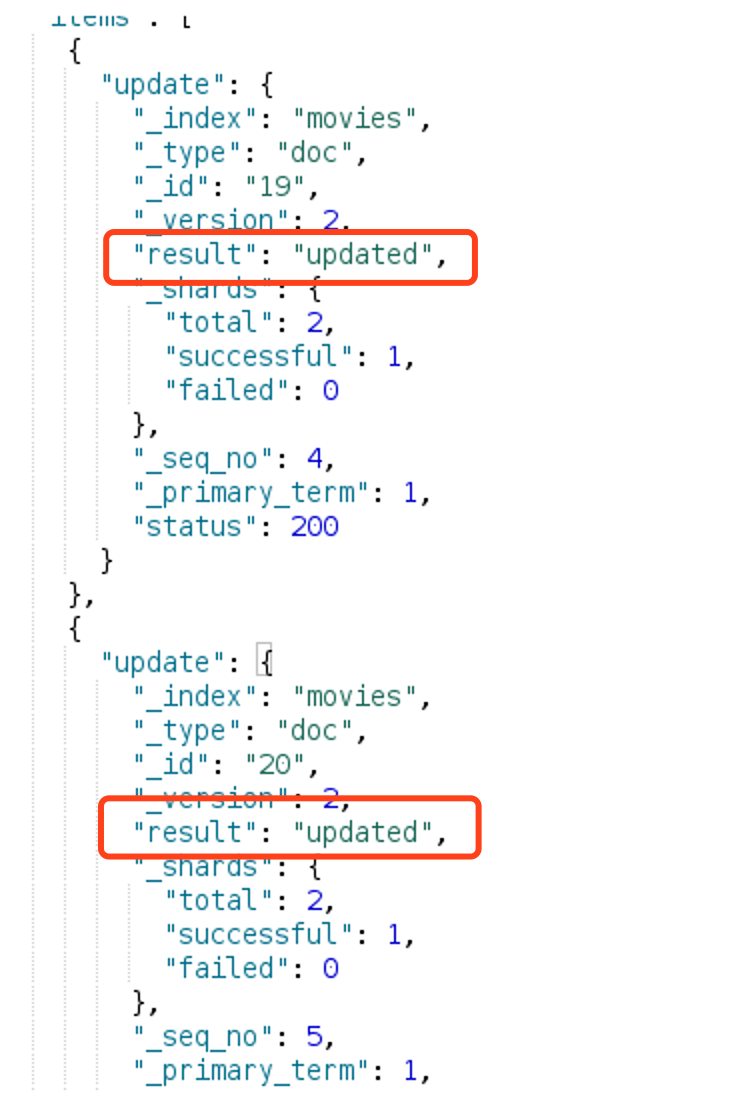 items : [
{
"update": {
"_index": "movies",
"_type": "doc",
"_id": "19",
"_version": 2,
"result": "updated",
"_shards": {
"total": 2,
"successful": 1,
"failed": 0
},
"_seq_no": 4,
"_primary_term": 1,
"status": 200
}
},
{
"update": {
"_index": "movies",
"_type": "doc",
"_id": "20",
"_version": 2,
"result": "updated",
"_shards": {
"total": 2,
"successful": 1,
"failed": 0
},
"_seq_no": 5,
"_primary_term": 1,